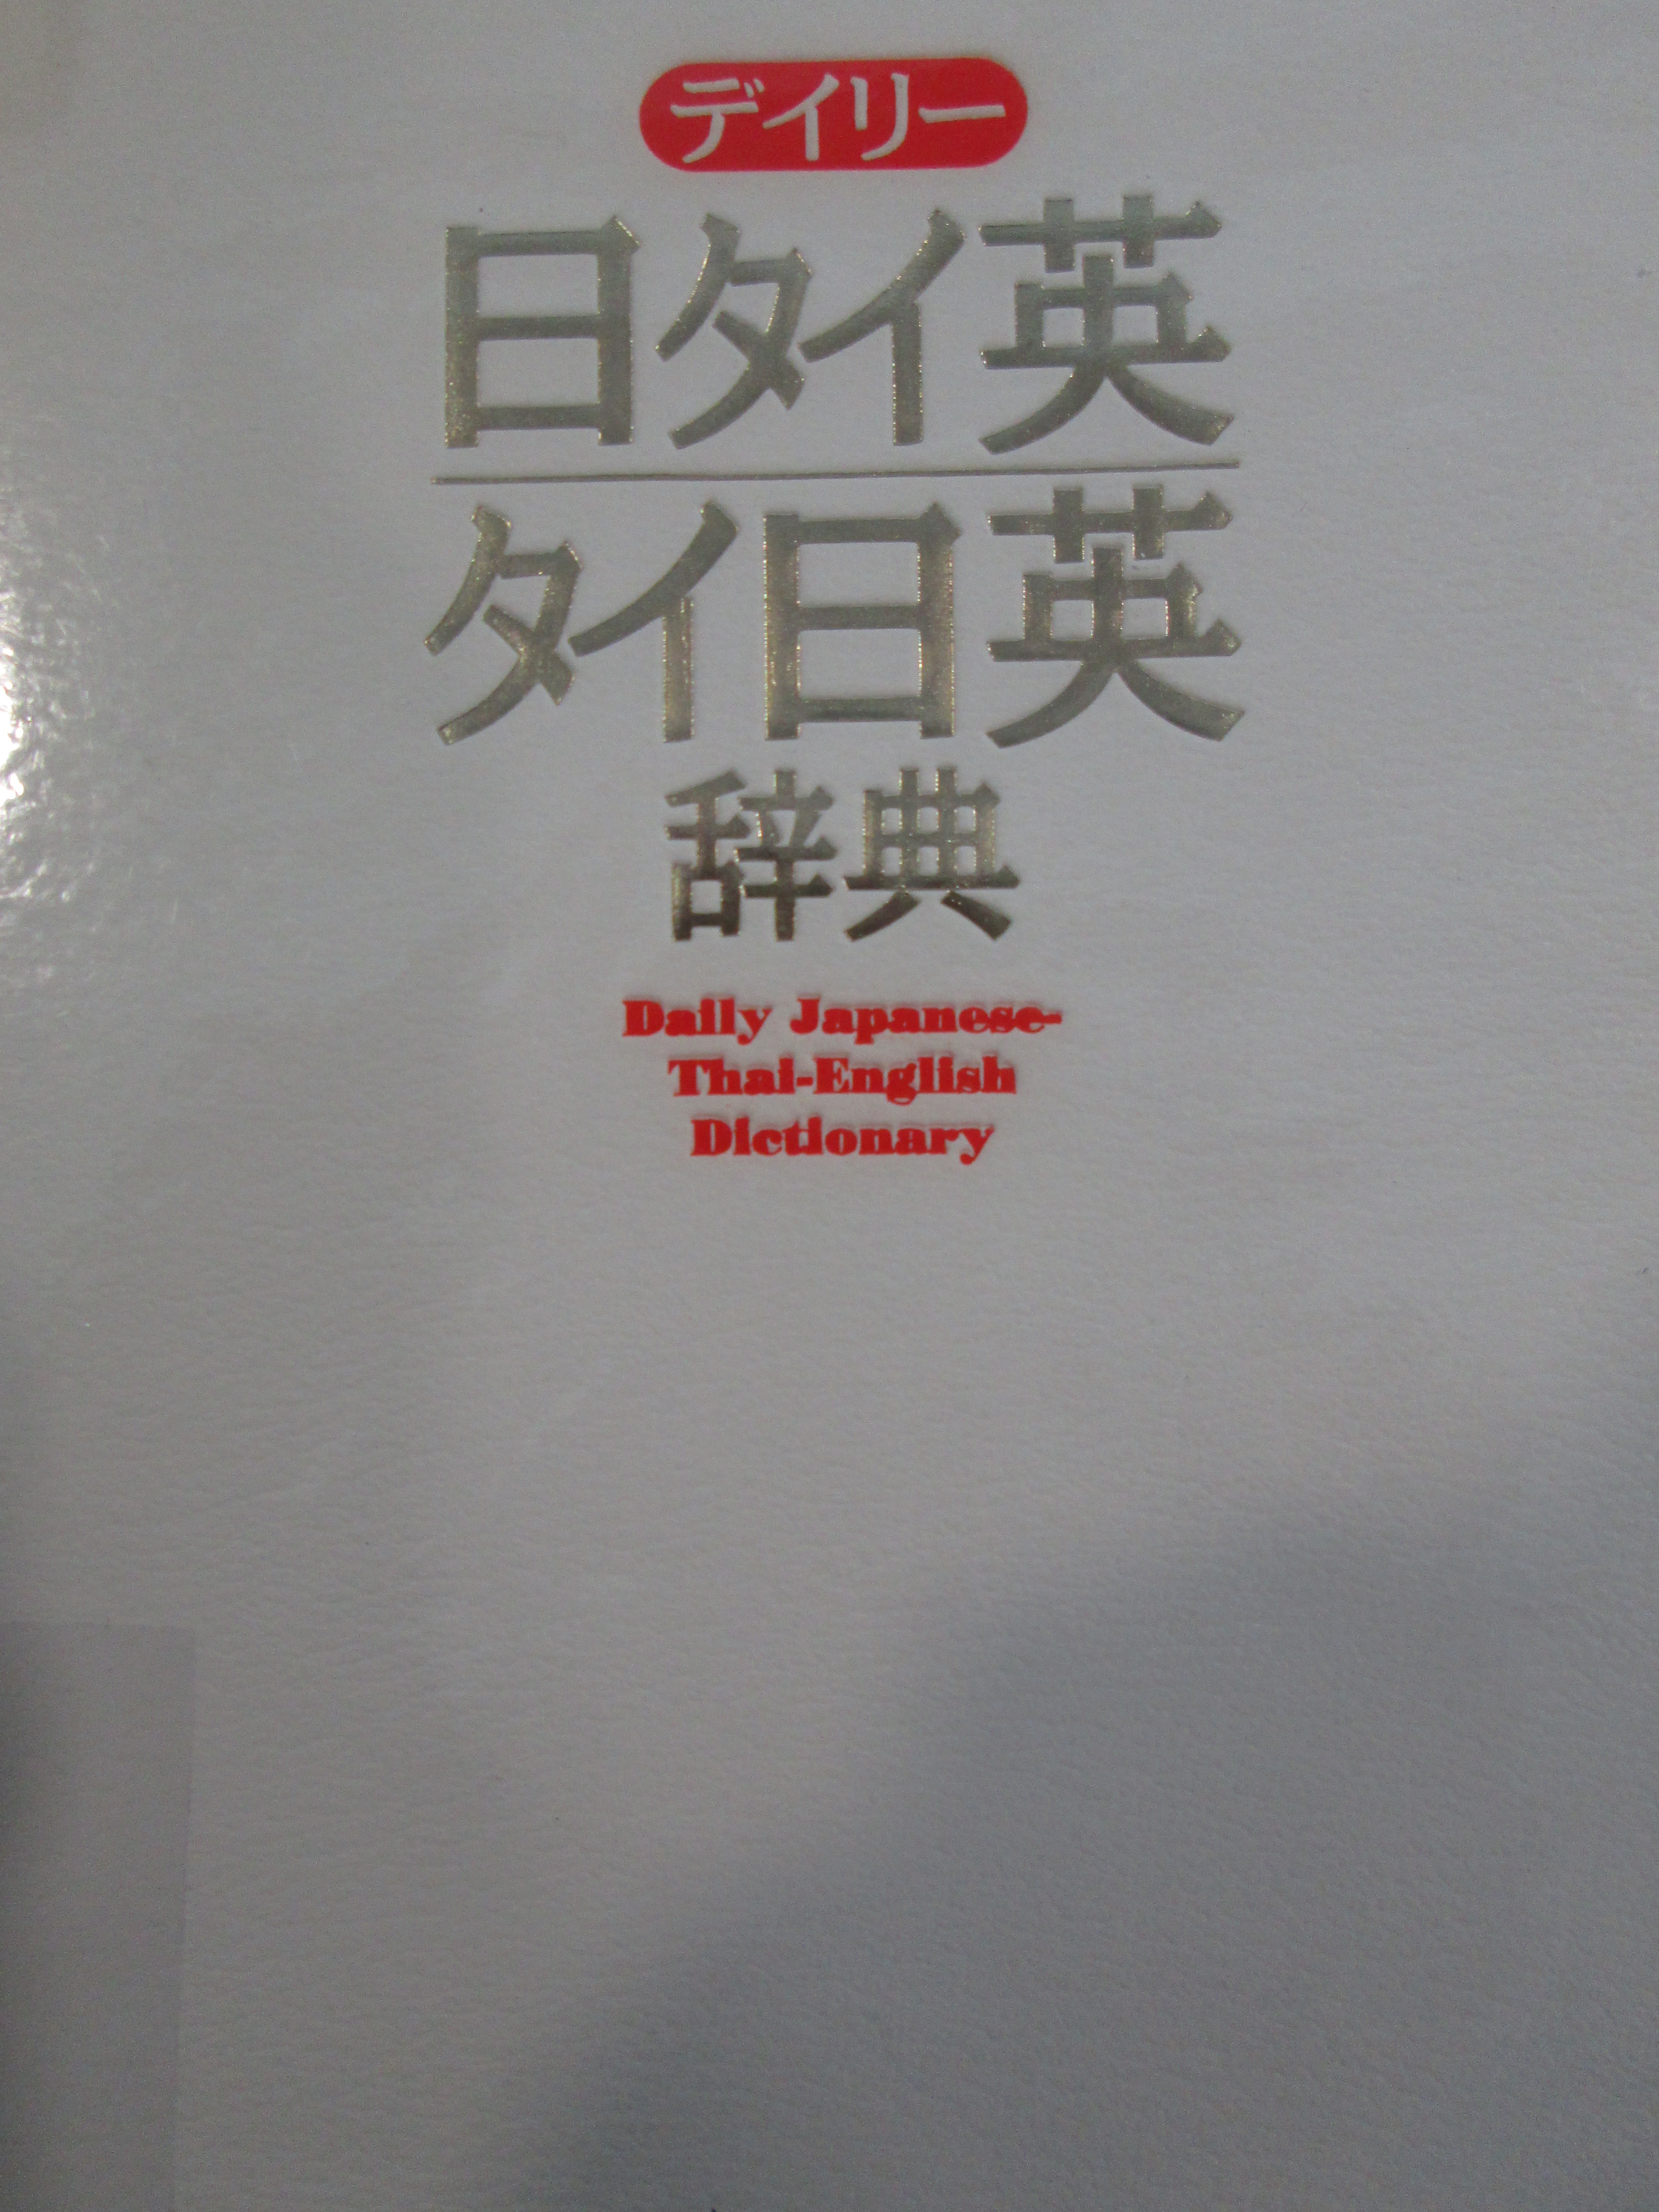 デイリー
日タイ英
タイ日英
辞典
Daily Japanese-
Thai-English
Dictionary